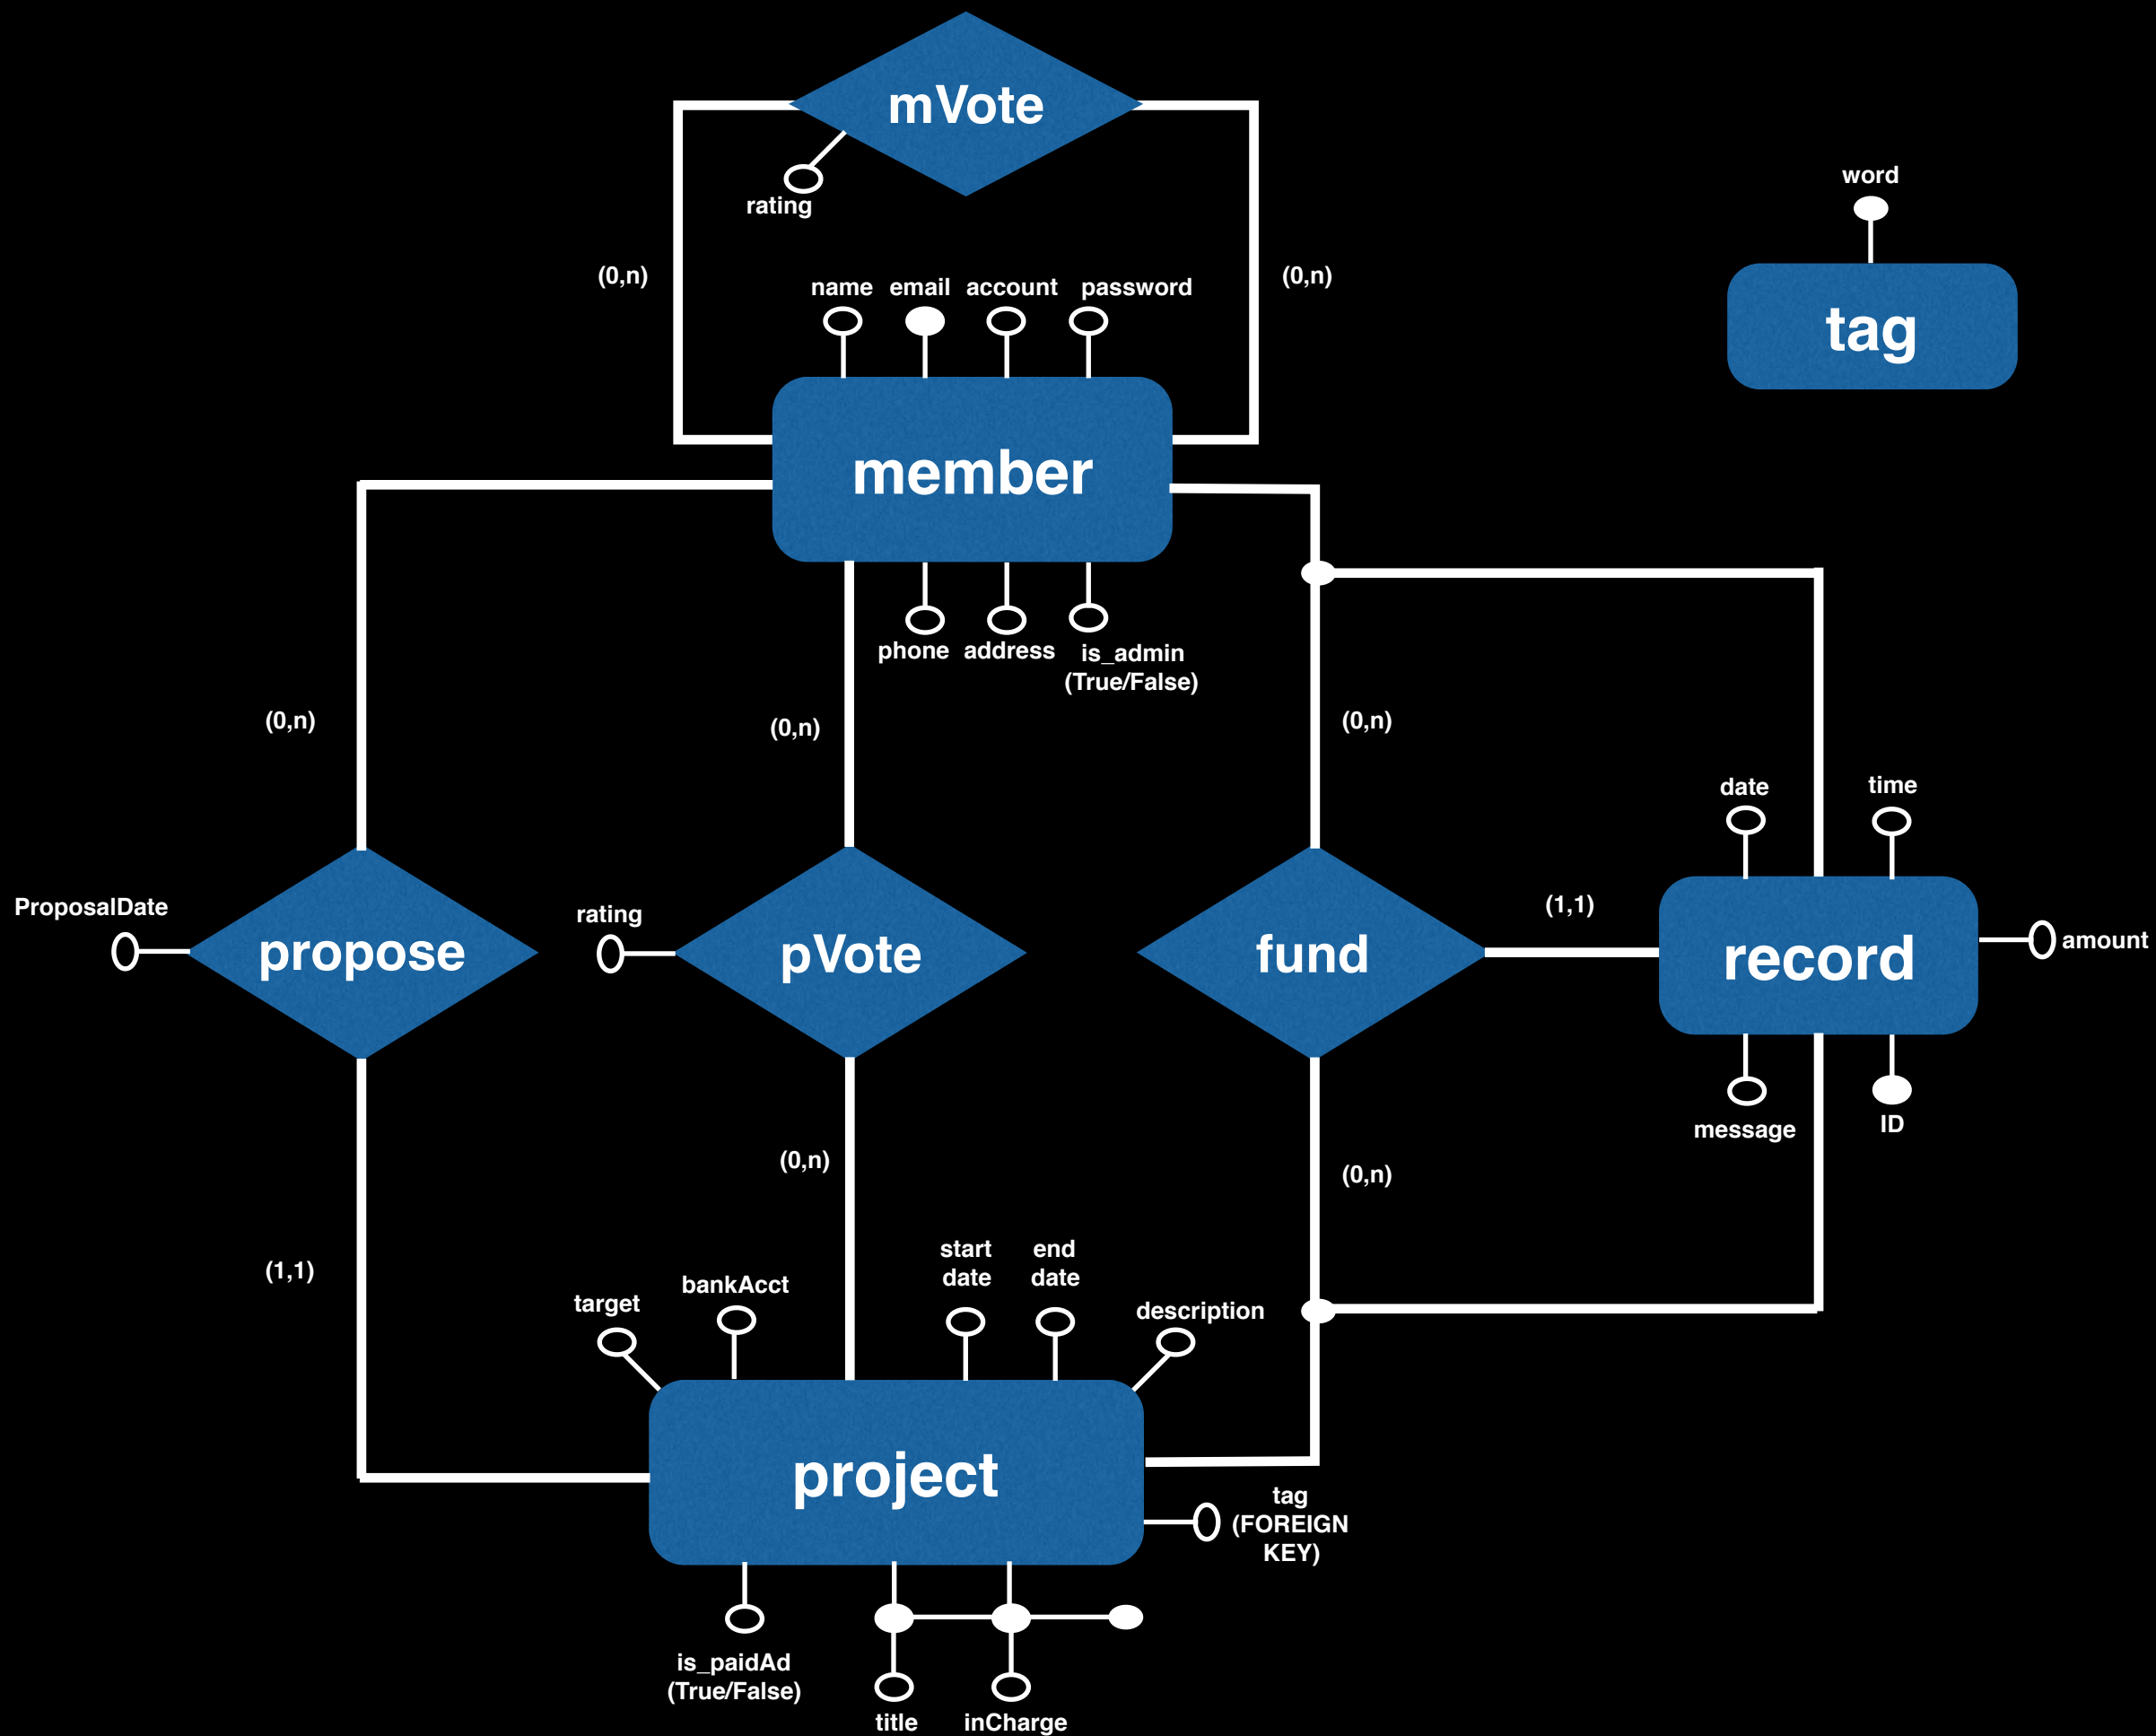 mVote
rating
word
tag
(0,n)
(0,n)
name
email
account
password
member
phone
address
is_admin
(True/False)
(0,n)
(0,n)
(0,n)
date
time
ProposalDate
rating
(1,1)
propose
pVote
fund
record
amount
message
ID
(0,n)
(0,n)
(1,1)
start
date
end
date
target
bankAcct
description
project
tag
(FOREIGN
KEY)
is_paidAd
(True/False)
title
inCharge